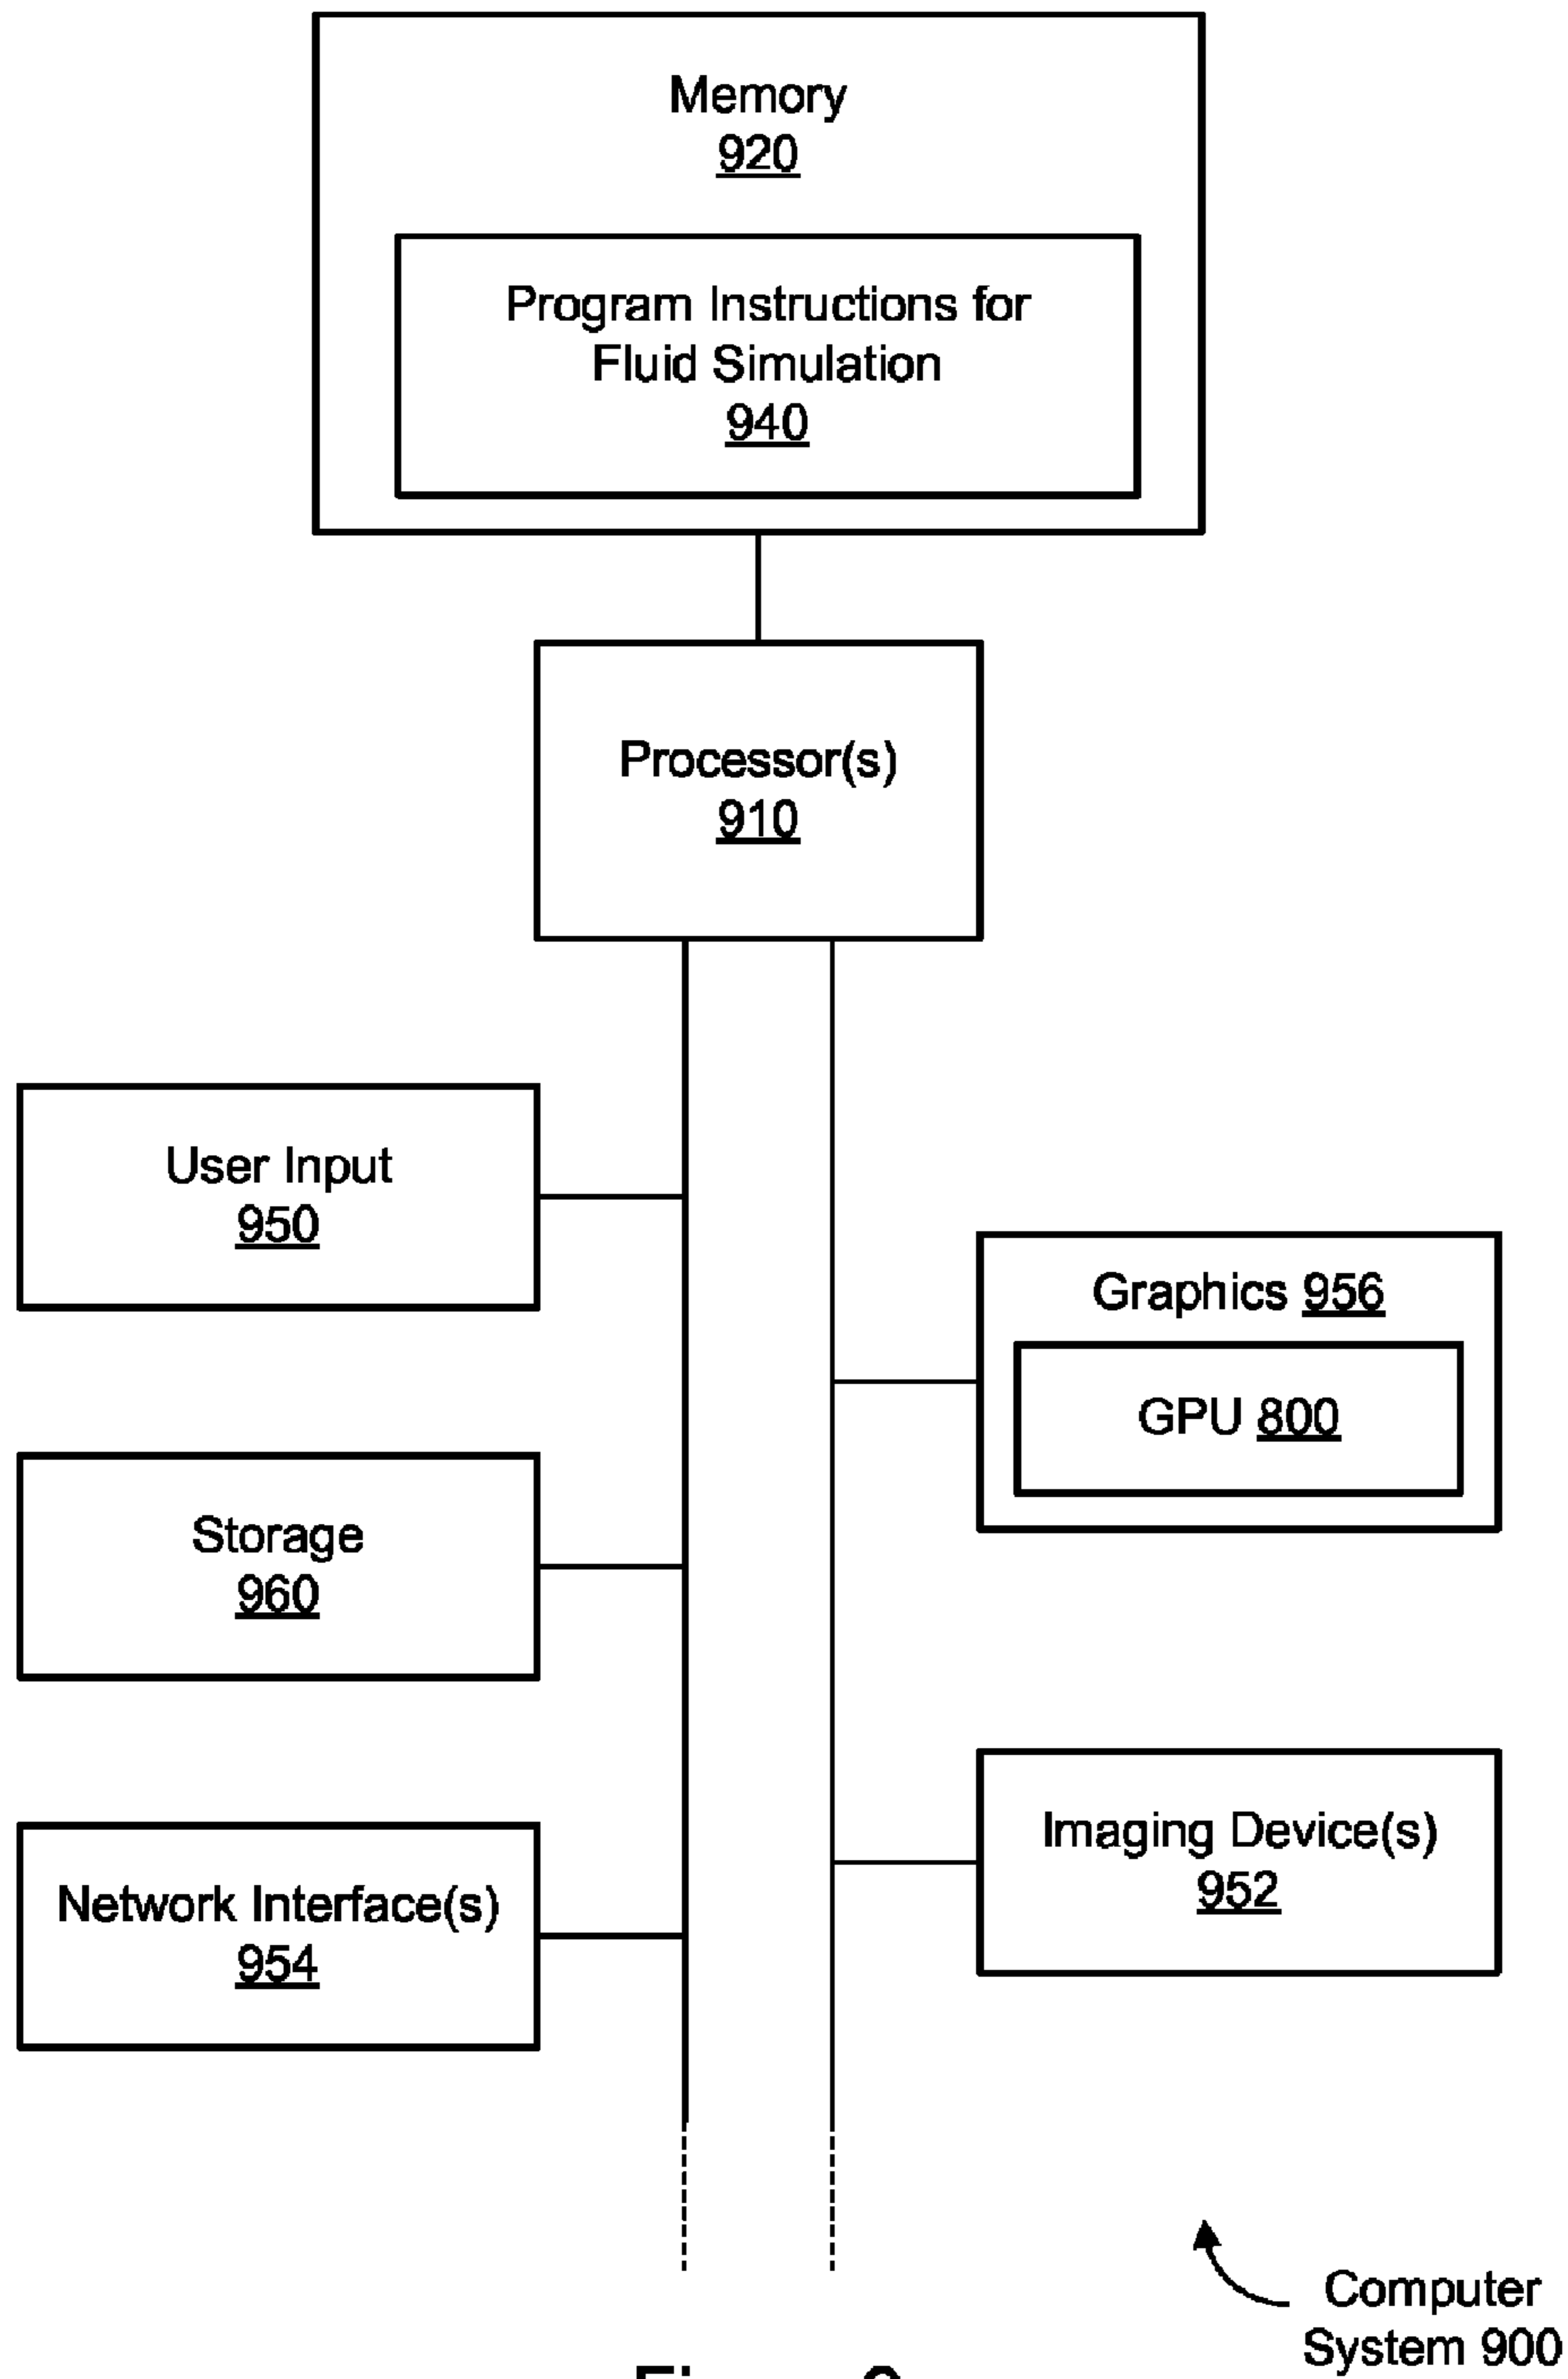 Memory
920
Program Instructions for
Fluid Simulation
940
Processor(s)
910
User Input
950
Graphics 956
GPU 800
Storage
960
Imaging Device(s)
952
Network Interface(s)
954
Computer
System 900